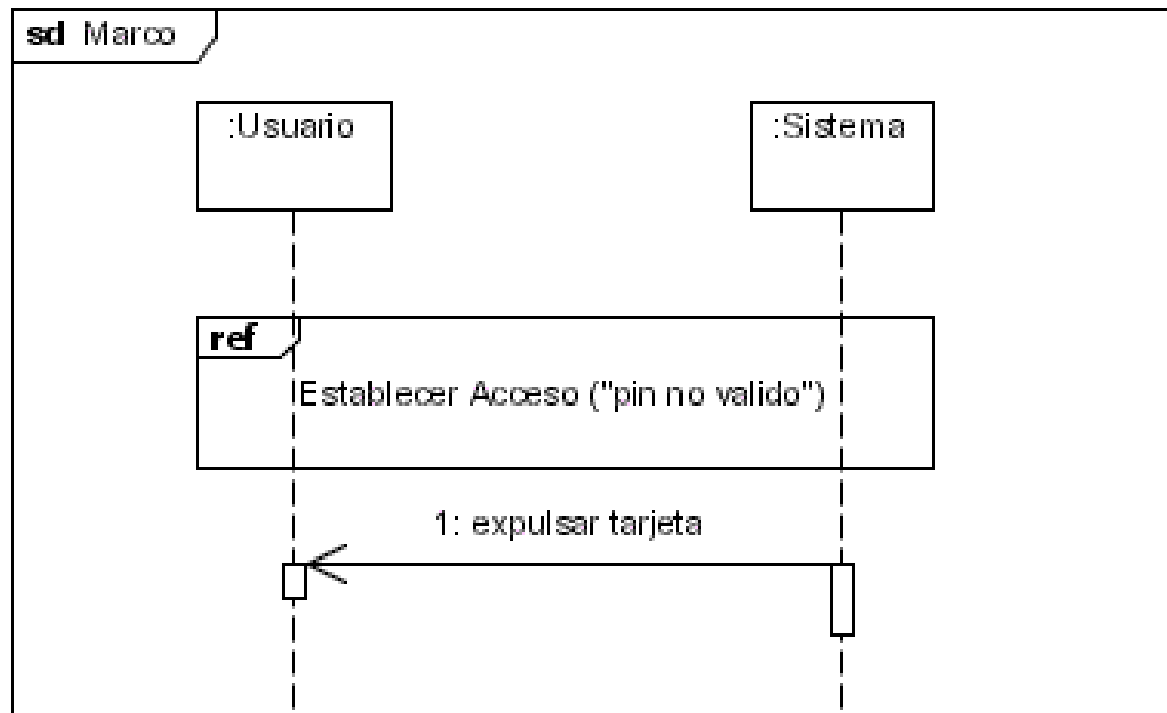 sd Marco
:Usuario
:Sistema
ref
Establecer Acceso ("pin no valido")
1: expulsar tarjeta